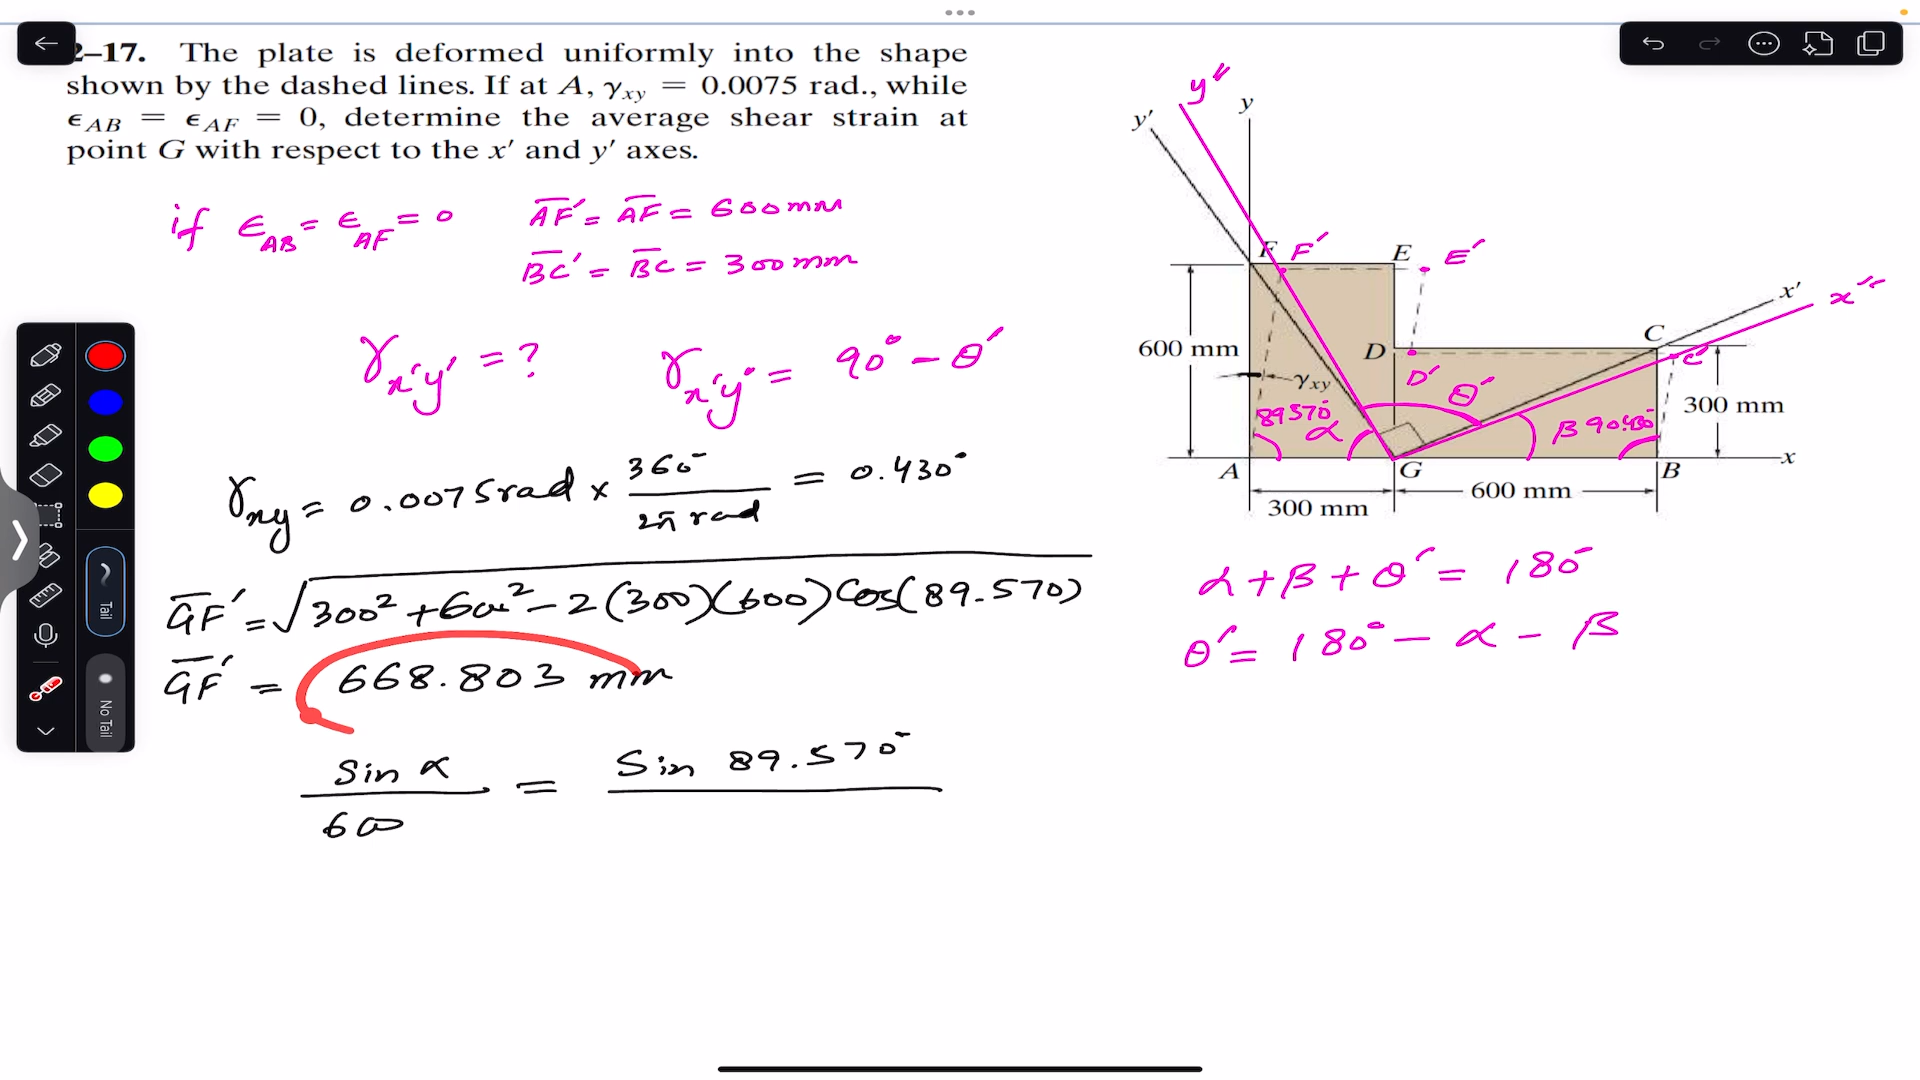 2–17. The plate is deformed uniformly into the shape
shown by the dashed lines. If at A, γxy = 0.0075 rad., while
ϵAB = ϵAF = 0, determine the average shear strain at
point G with respect to the x′ and y′ axes.
if ϵAB = ϵAF = 0
AF′ = AF = 600mm
BC′ = BC = 300mm
γx′y′ = ?
γx′y′ = 90° − θ′
γxy = 0.0075 rad × 360° / 2π rad = 0.430°
GF′ = √300² + 600² − 2(300)(600) Cos(89.570)
GF′ = 668.803 mm
Sin α / 600 = Sin 89.570°
y″
y
y′
F
F′
E
E′
x′
x″
C
C′
600 mm
D
D′
γxy
θ′
300 mm
89.570°
α
β
90.430°
A
G
B
x
300 mm
600 mm
α + β + θ′ = 180°
θ′ = 180° − α − β
Tail
No Tail